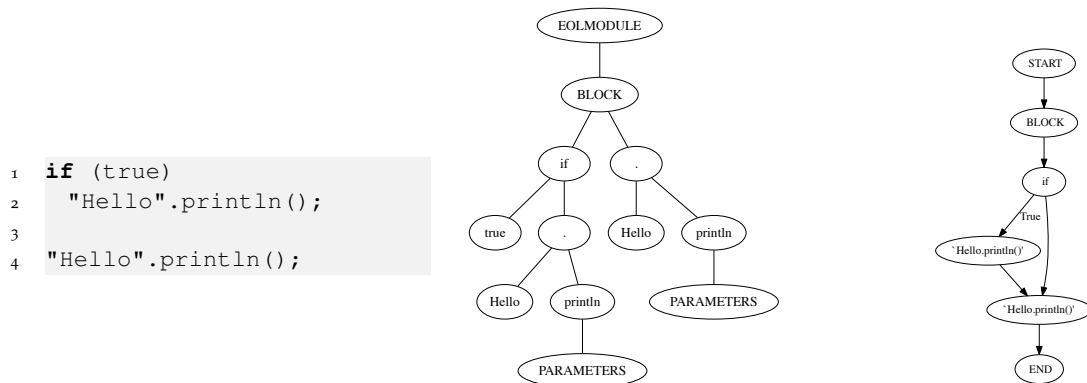 1 if (true)
2 "Hello".println();
3
4 "Hello".println();
EOLMODULE
BLOCK
if .
true . Hello println
Hello println PARAMETERS
PARAMETERS
START
BLOCK
if
True
`Hello.println()'
`Hello.println()'
END